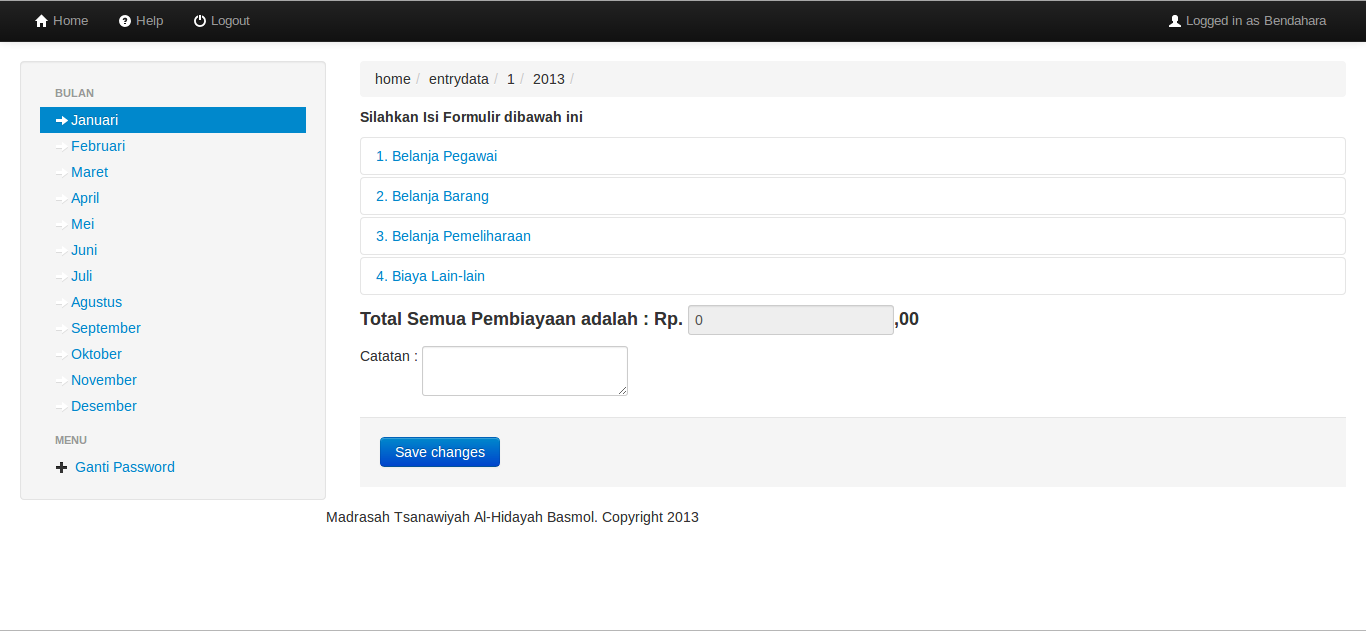 Home Help Logout Logged in as Bendahara
BULAN
Januari
Februari
Maret
April
Mei
Juni
Juli
Agustus
September
Oktober
November
Desember
MENU
Ganti Password
home / entrydata / 1 / 2013 /
Silahkan Isi Formulir dibawah ini
1. Belanja Pegawai
2. Belanja Barang
3. Belanja Pemeliharaan
4. Biaya Lain-lain
Total Semua Pembiayaan adalah : Rp. 0 ,00
Catatan :
Save changes
Madrasah Tsanawiyah Al-Hidayah Basmol. Copyright 2013